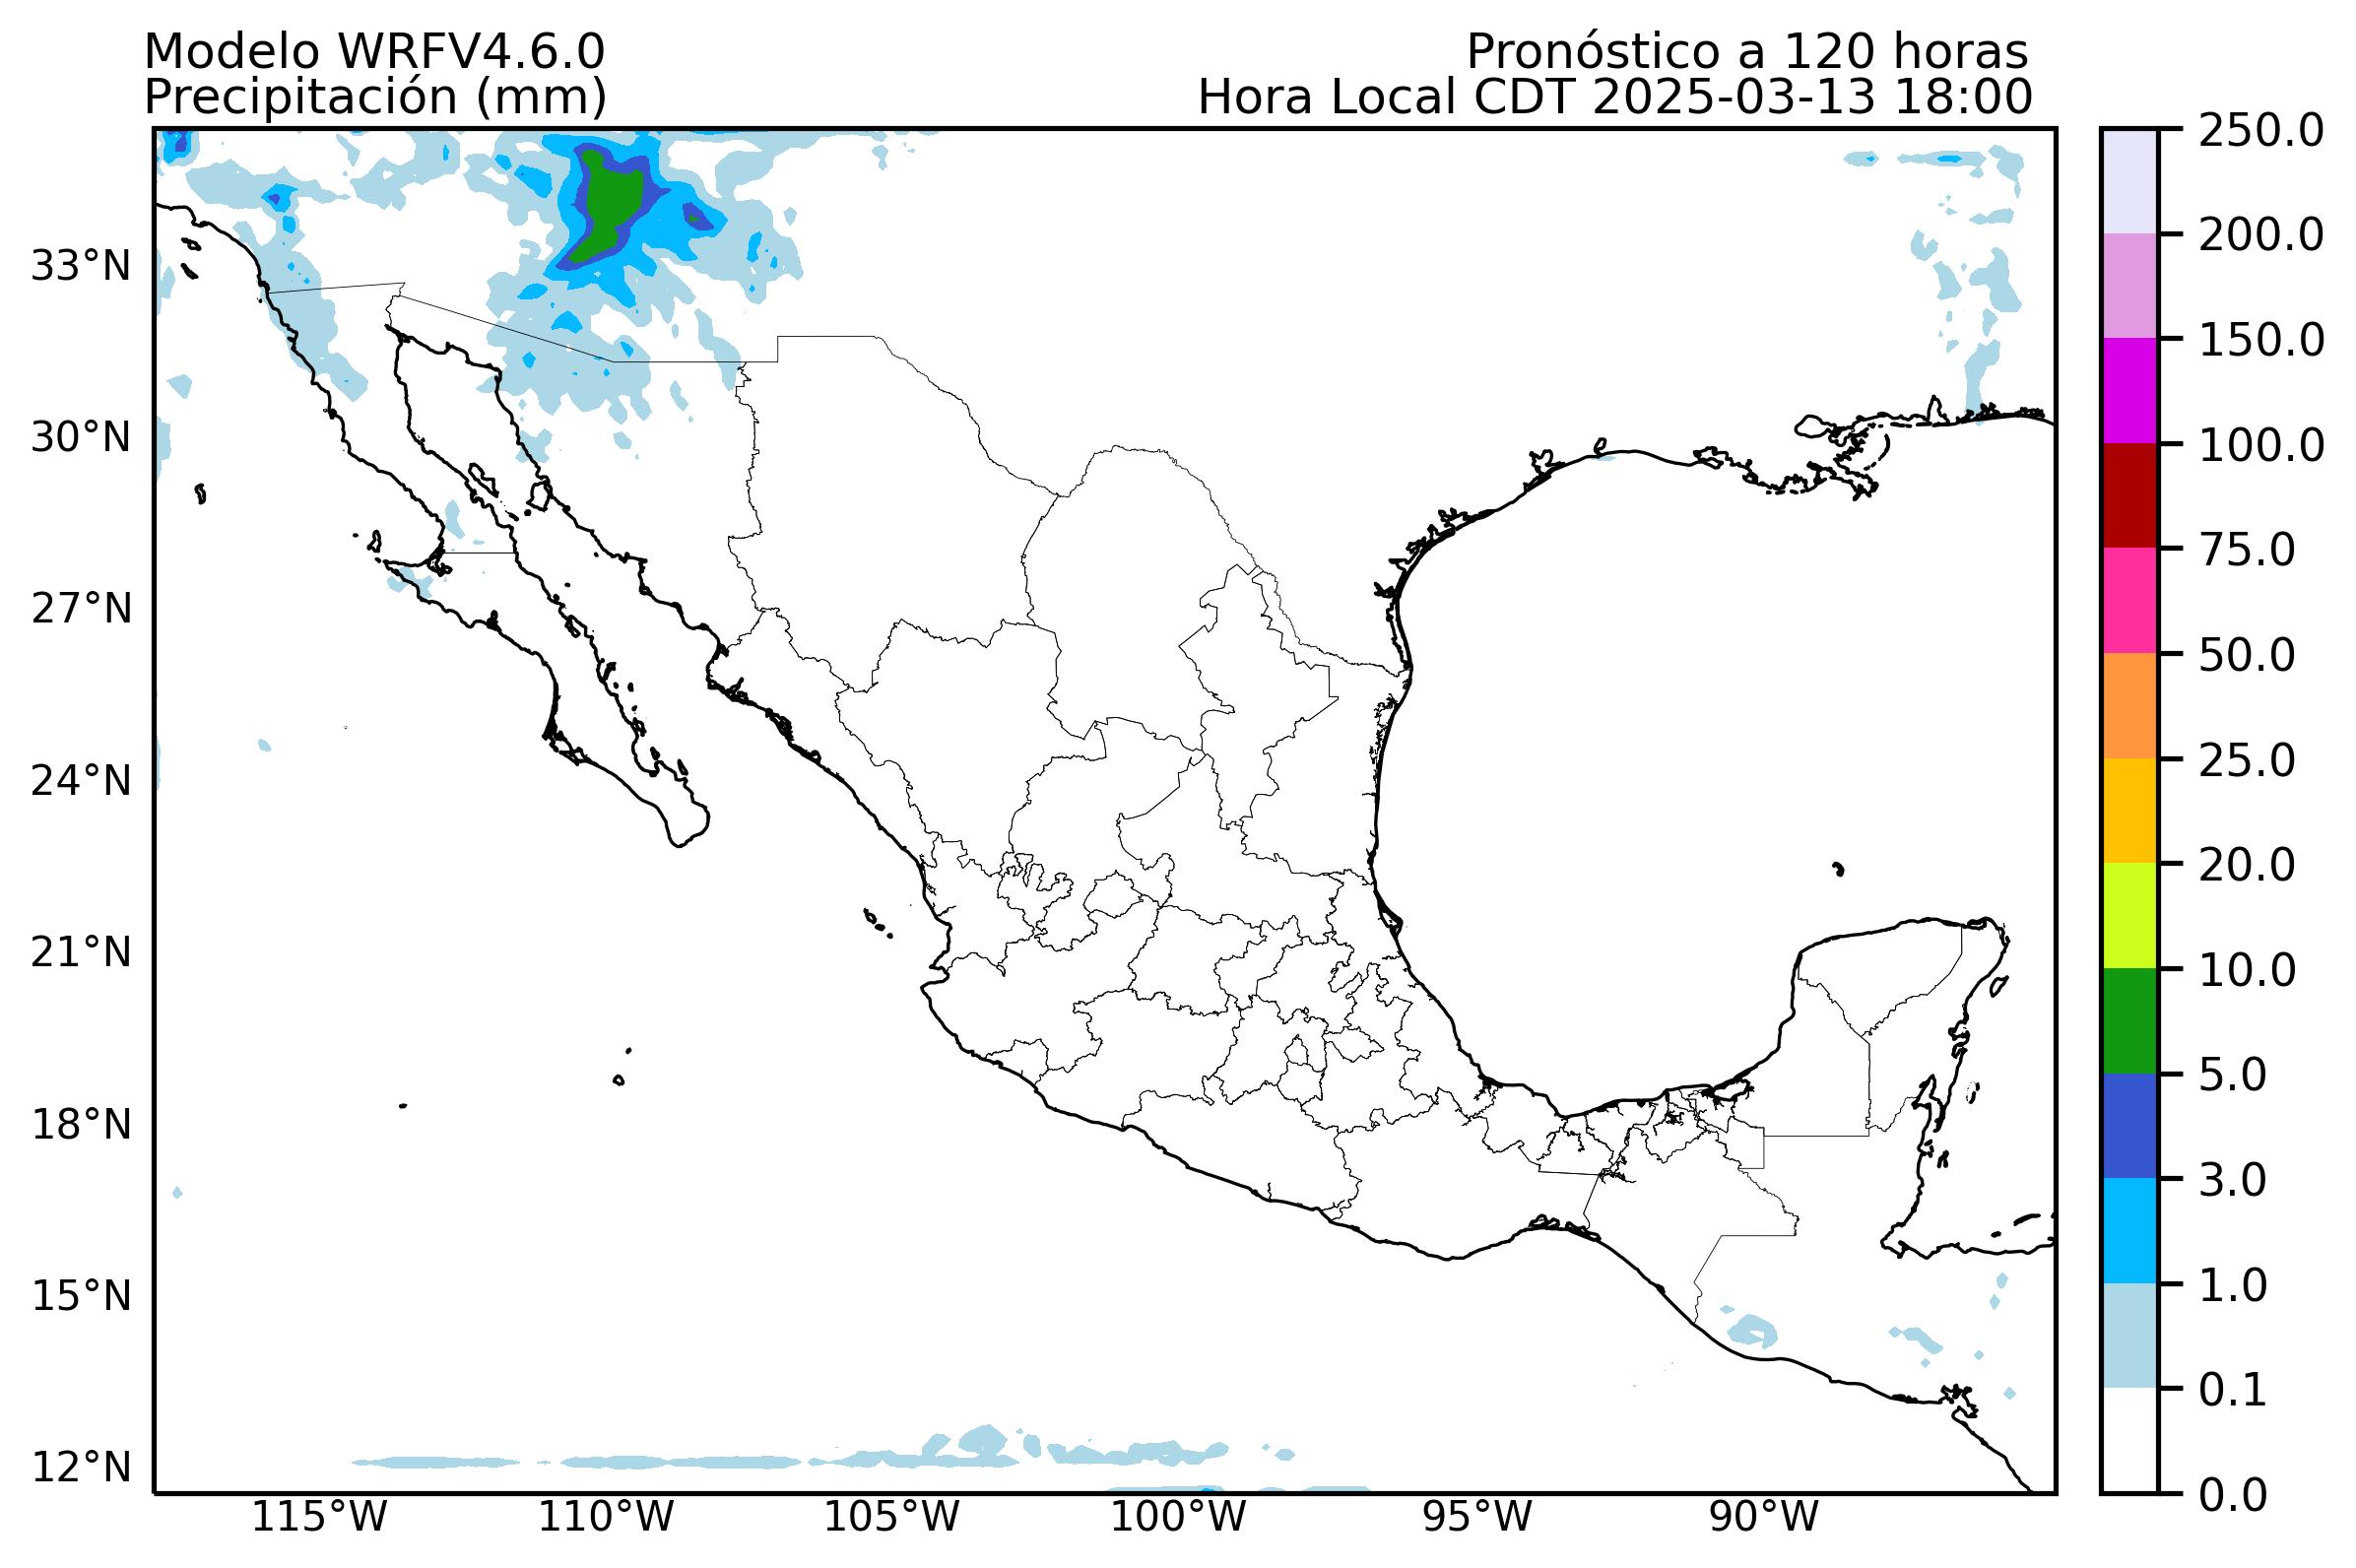 Modelo WRFV4.6.0
Precipitación (mm)
Pronóstico a 120 horas
Hora Local CDT 2025-03-13 18:00
33°N
30°N
27°N
24°N
21°N
18°N
15°N
12°N
115°W
110°W
105°W
100°W
95°W
90°W
250.0
200.0
150.0
100.0
75.0
50.0
25.0
20.0
10.0
5.0
3.0
1.0
0.1
0.0